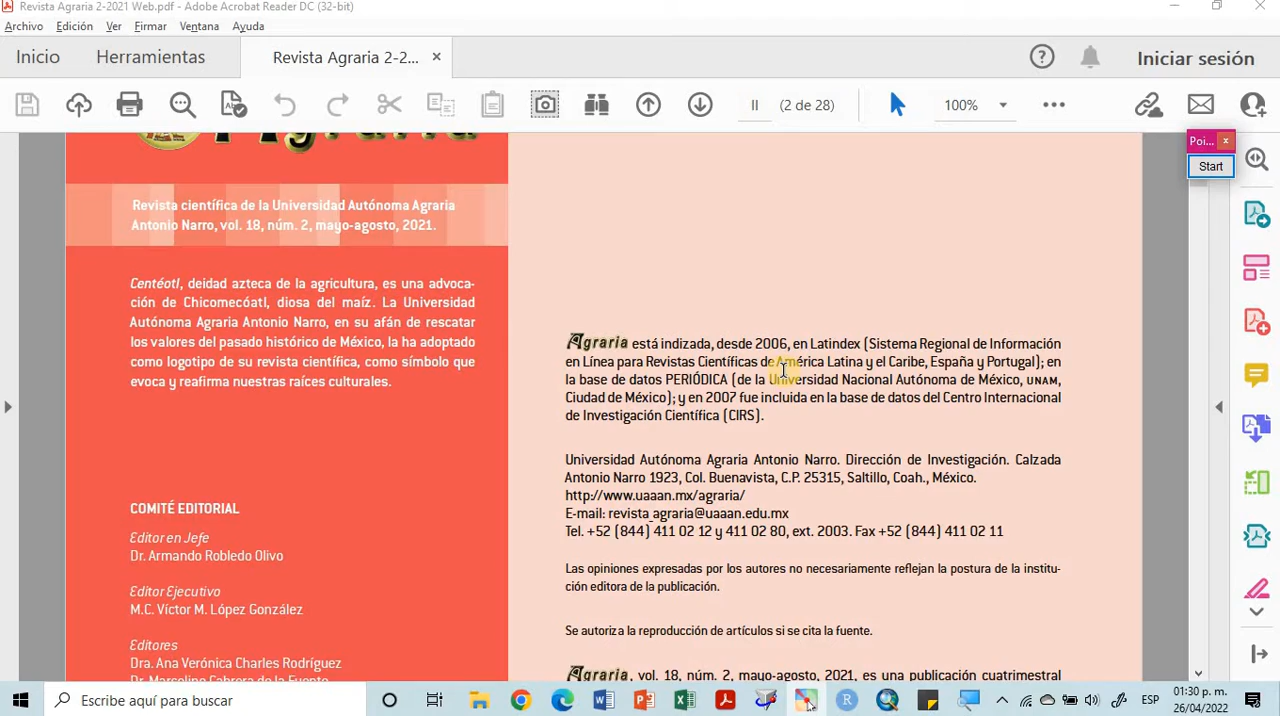 Revista Agraria 2-2021 Web.pdf - Adobe Acrobat Reader DC (32-bit)
Archivo Edición Ver Firmar Ventana Ayuda
Inicio Herramientas Revista Agraria 2-2... × Iniciar sesión
II (2 de 28) 100%
Poi... x
Start
Agraria
Revista científica de la Universidad Autónoma Agraria
Antonio Narro, vol. 18, núm. 2, mayo-agosto, 2021.
Centéotl, deidad azteca de la agricultura, es una advoca-
ción de Chicomecóatl, diosa del maíz. La Universidad
Autónoma Agraria Antonio Narro, en su afán de rescatar
los valores del pasado histórico de México, la ha adoptado
como logotipo de su revista científica, como símbolo que
evoca y reafirma nuestras raíces culturales.
COMITÉ EDITORIAL
Editor en Jefe
Dr. Armando Robledo Olivo
Editor Ejecutivo
M.C. Víctor M. López González
Editores
Dra. Ana Verónica Charles Rodríguez
Dr. Marcelino Cabrera de la Fuente
Agraria está indizada, desde 2006, en Latindex (Sistema Regional de Información
en Línea para Revistas Científicas de América Latina y el Caribe, España y Portugal); en
la base de datos PERIÓDICA (de la Universidad Nacional Autónoma de México, UNAM,
Ciudad de México); y en 2007 fue incluida en la base de datos del Centro Internacional
de Investigación Científica (CIRS).
Universidad Autónoma Agraria Antonio Narro. Dirección de Investigación. Calzada
Antonio Narro 1923, Col. Buenavista, C.P. 25315, Saltillo, Coah., México.
http://www.uaaan.mx/agraria/
E-mail: revista_agraria@uaaan.edu.mx
Tel. +52 (844) 411 02 12 y 411 02 80, ext. 2003. Fax +52 (844) 411 02 11
Las opiniones expresadas por los autores no necesariamente reflejan la postura de la institu-
ción editora de la publicación.
Se autoriza la reproducción de artículos si se cita la fuente.
Agraria, vol. 18, núm. 2, mayo-agosto, 2021, es una publicación cuatrimestral
Escribe aquí para buscar
ESP
01:30 p. m.
26/04/2022